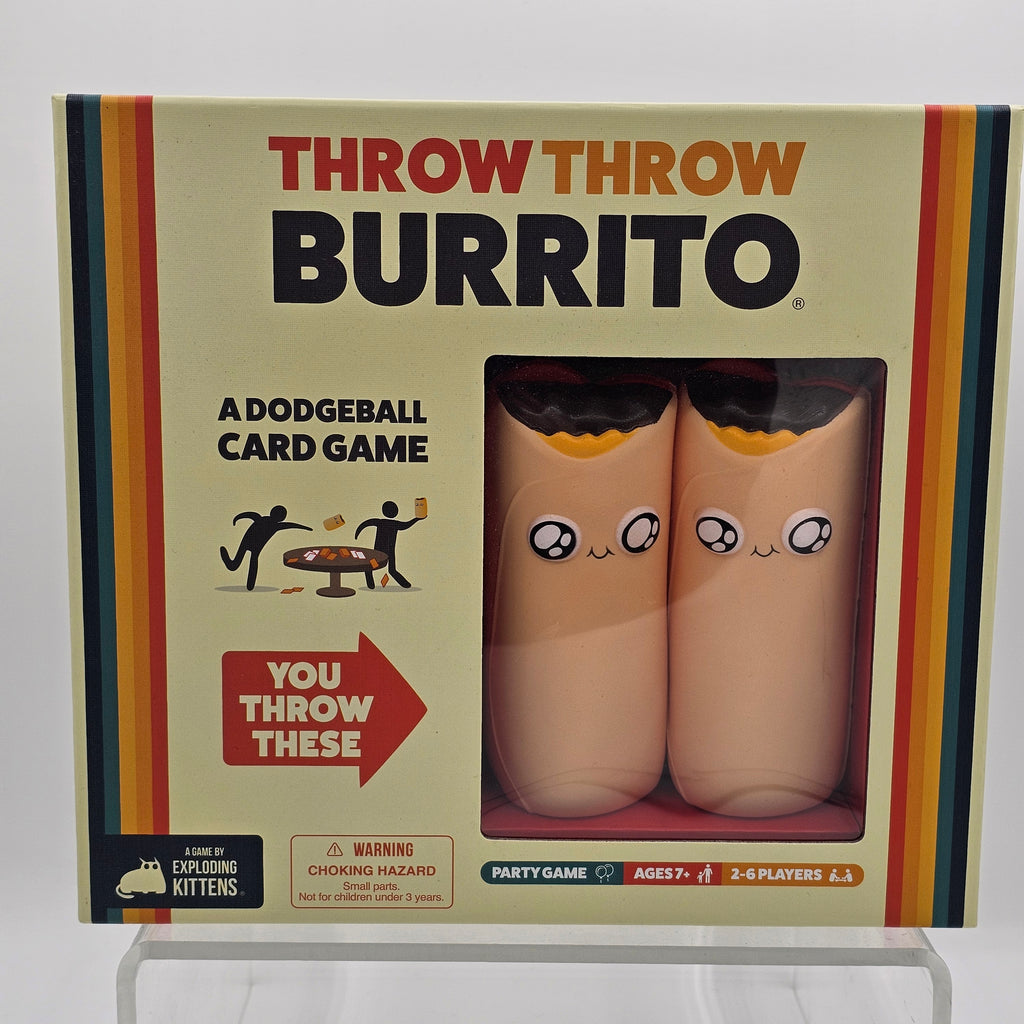 THROW THROW
BURRITO®
A DODGEBALL
CARD GAME
YOU
THROW
THESE
A GAME BY
EXPLODING
KITTENS®
WARNING
CHOKING HAZARD
Small parts.
Not for children under 3 years.
PARTY GAME
AGES 7+
2-6 PLAYERS